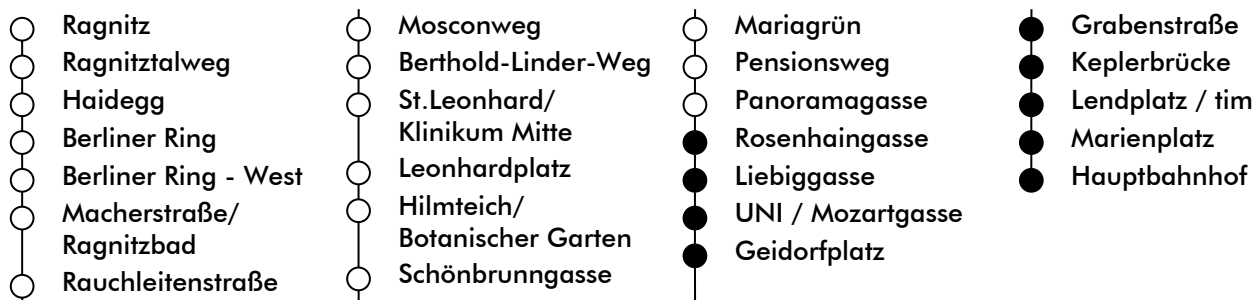 Ragnitz
Ragnitztalweg
Haidegg
Berliner Ring
Berliner Ring - West
Macherstraße/
Ragnitzbad
Rauchleitenstraße
Mosconweg
Berthold-Linder-Weg
St.Leonhard/
Klinikum Mitte
Leonhardplatz
Hilmteich/
Botanischer Garten
Schönbrunngasse
Mariagrün
Pensionsweg
Panoramagasse
Rosenhaingasse
Liebiggasse
UNI / Mozartgasse
Geidorfplatz
Grabenstraße
Keplerbrücke
Lendplatz / tim
Marienplatz
Hauptbahnhof